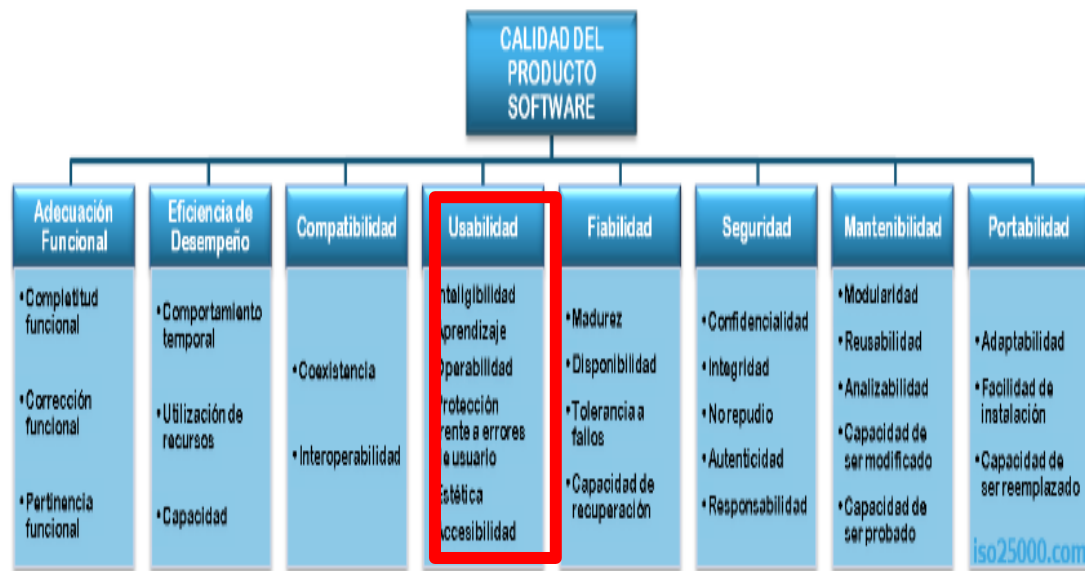 CALIDAD DEL
PRODUCTO
SOFTWARE
Adecuación
Funcional
•Completitud
funcional
•Corrección
funcional
•Pertinencia
funcional
Eficiencia de
Desempeño
•Comportamiento
temporal
•Utilización de
recursos
•Capacidad
Compatibilidad
•Coexistencia
•Interoperabilidad
Usabilidad
Inteligibilidad
Aprendizaje
Operabilidad
Protección
frente a errores
de usuario
Estética
Accesibilidad
Fiabilidad
•Madurez
•Disponibilidad
•Tolerancia a
fallos
•Capacidad de
recuperación
Seguridad
•Confidencialidad
•Integridad
•No repudio
•Autenticidad
•Responsabilidad
Mantenibilidad
•Modularidad
•Reusabilidad
•Analizabilidad
•Capacidad de
ser modificado
•Capacidad de
ser probado
Portabilidad
•Adaptabilidad
•Facilidad de
instalación
•Capacidad de
ser reemplazado
iso25000.com